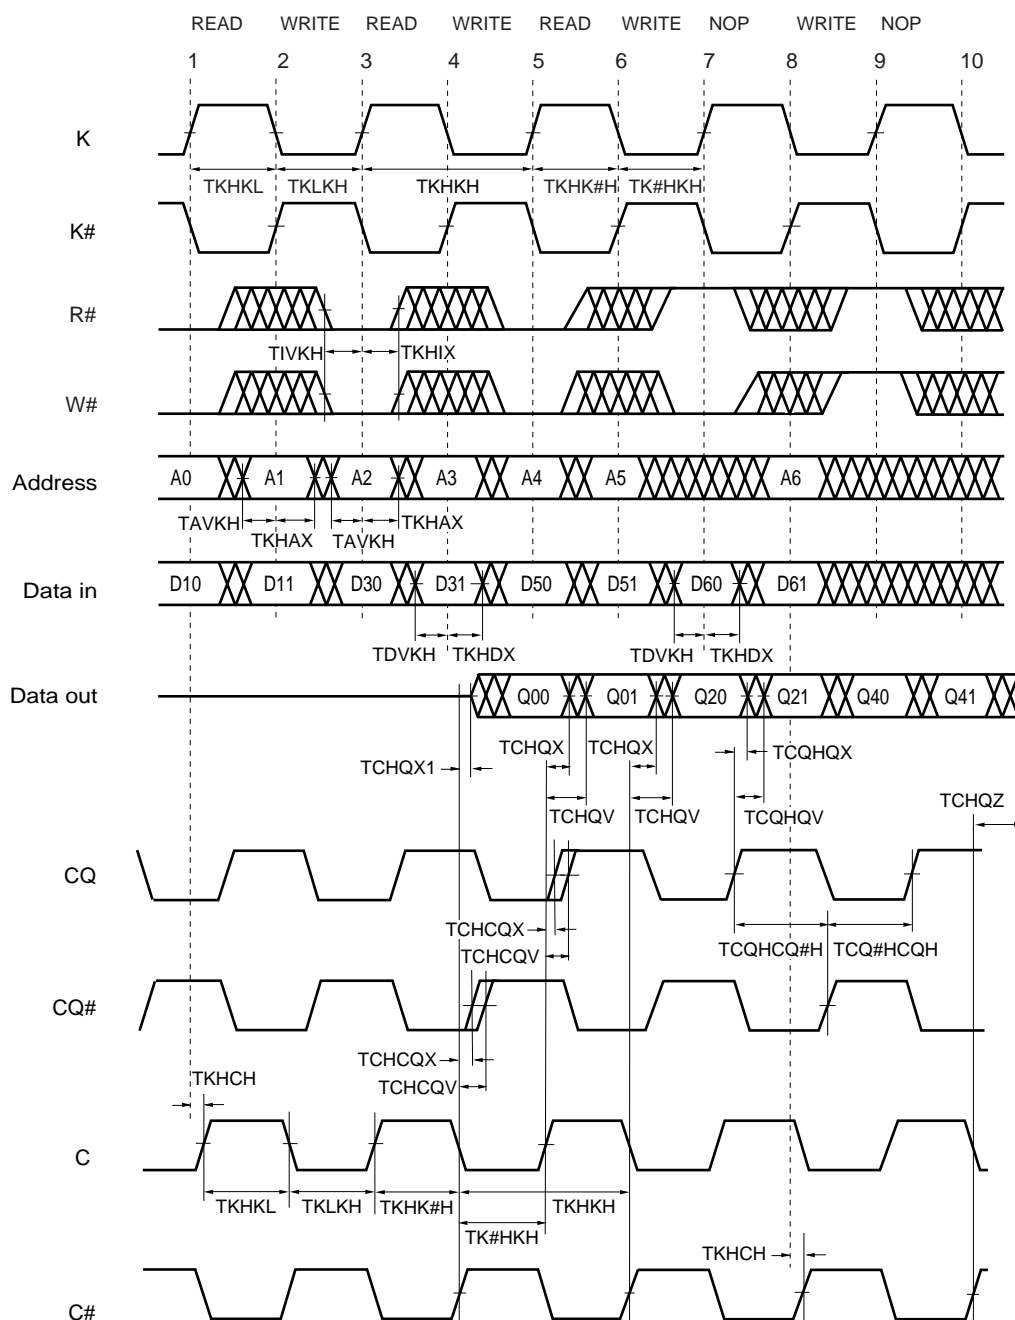 READ WRITE READ WRITE READ WRITE NOP WRITE NOP
1 2 3 4 5 6 7 8 9 10
K
TKHKL TKLKH TKHKH TKHK#H TK#HKH
K#
R#
TIVKH TKHIX
W#
Address A0 A1 A2 A3 A4 A5 A6
TAVKH TKHAX TAVKH TKHAX
Data in D10 D11 D30 D31 D50 D51 D60 D61
TDVKH TKHDX TDVKH TKHDX
Data out Q00 Q01 Q20 Q21 Q40 Q41
TCHQX1 TCHQX TCHQX TCQHQX
TCHQV TCHQV TCQHQV TCHQZ
CQ
TCHCQX TCQHCQ#H TCQ#HCQH
TCHCQV
CQ#
TCHCQX
TKHCH TCHCQV
C
TKHKL TKLKH TKHK#H TKHKH
TK#HKH TKHCH
C#